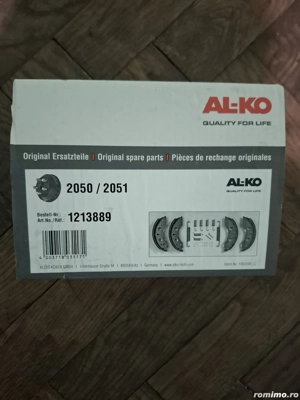 AL-KO
QUALITY FOR LIFE
Original Ersatzteile | Original spare parts | Pièces de rechange originales
2050 / 2051
AL-KO
Bestell-Nr.:
Art.No./Réf.:
1213889
romimo.ro